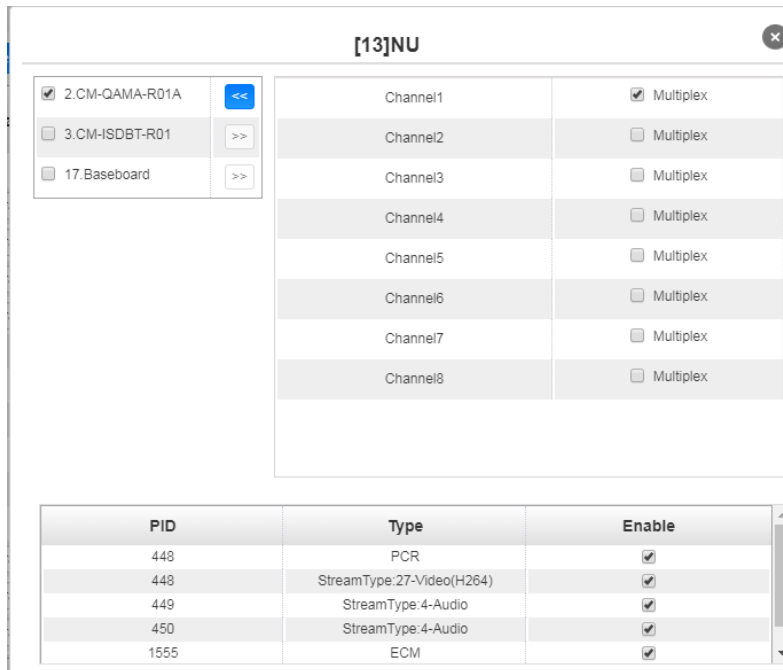 [13]NU
2.CM-QAMA-R01A <<
3.CM-ISDBT-R01 >>
17.Baseboard >>
Channel1 Multiplex
Channel2 Multiplex
Channel3 Multiplex
Channel4 Multiplex
Channel5 Multiplex
Channel6 Multiplex
Channel7 Multiplex
Channel8 Multiplex
PID Type Enable
448 PCR
448 StreamType:27-Video(H264)
449 StreamType:4-Audio
450 StreamType:4-Audio
1555 ECM